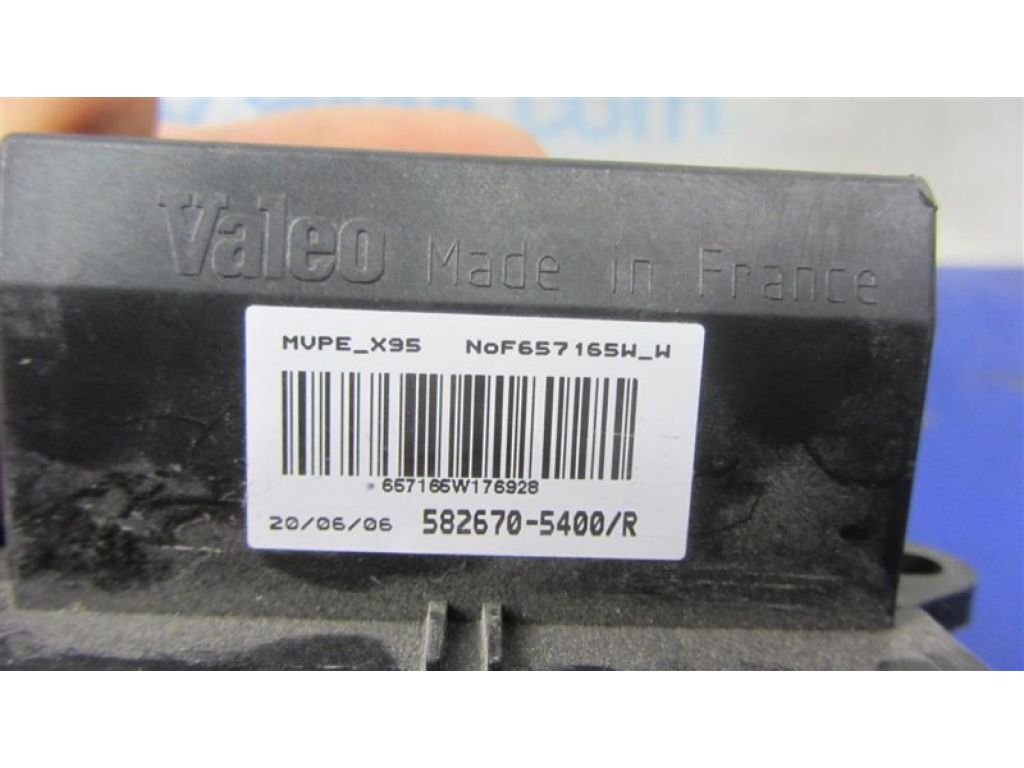 Valeo Made in France
MVPE_X95 NoF657165W_W
657165W176928
20/06/06 582670-5400/R